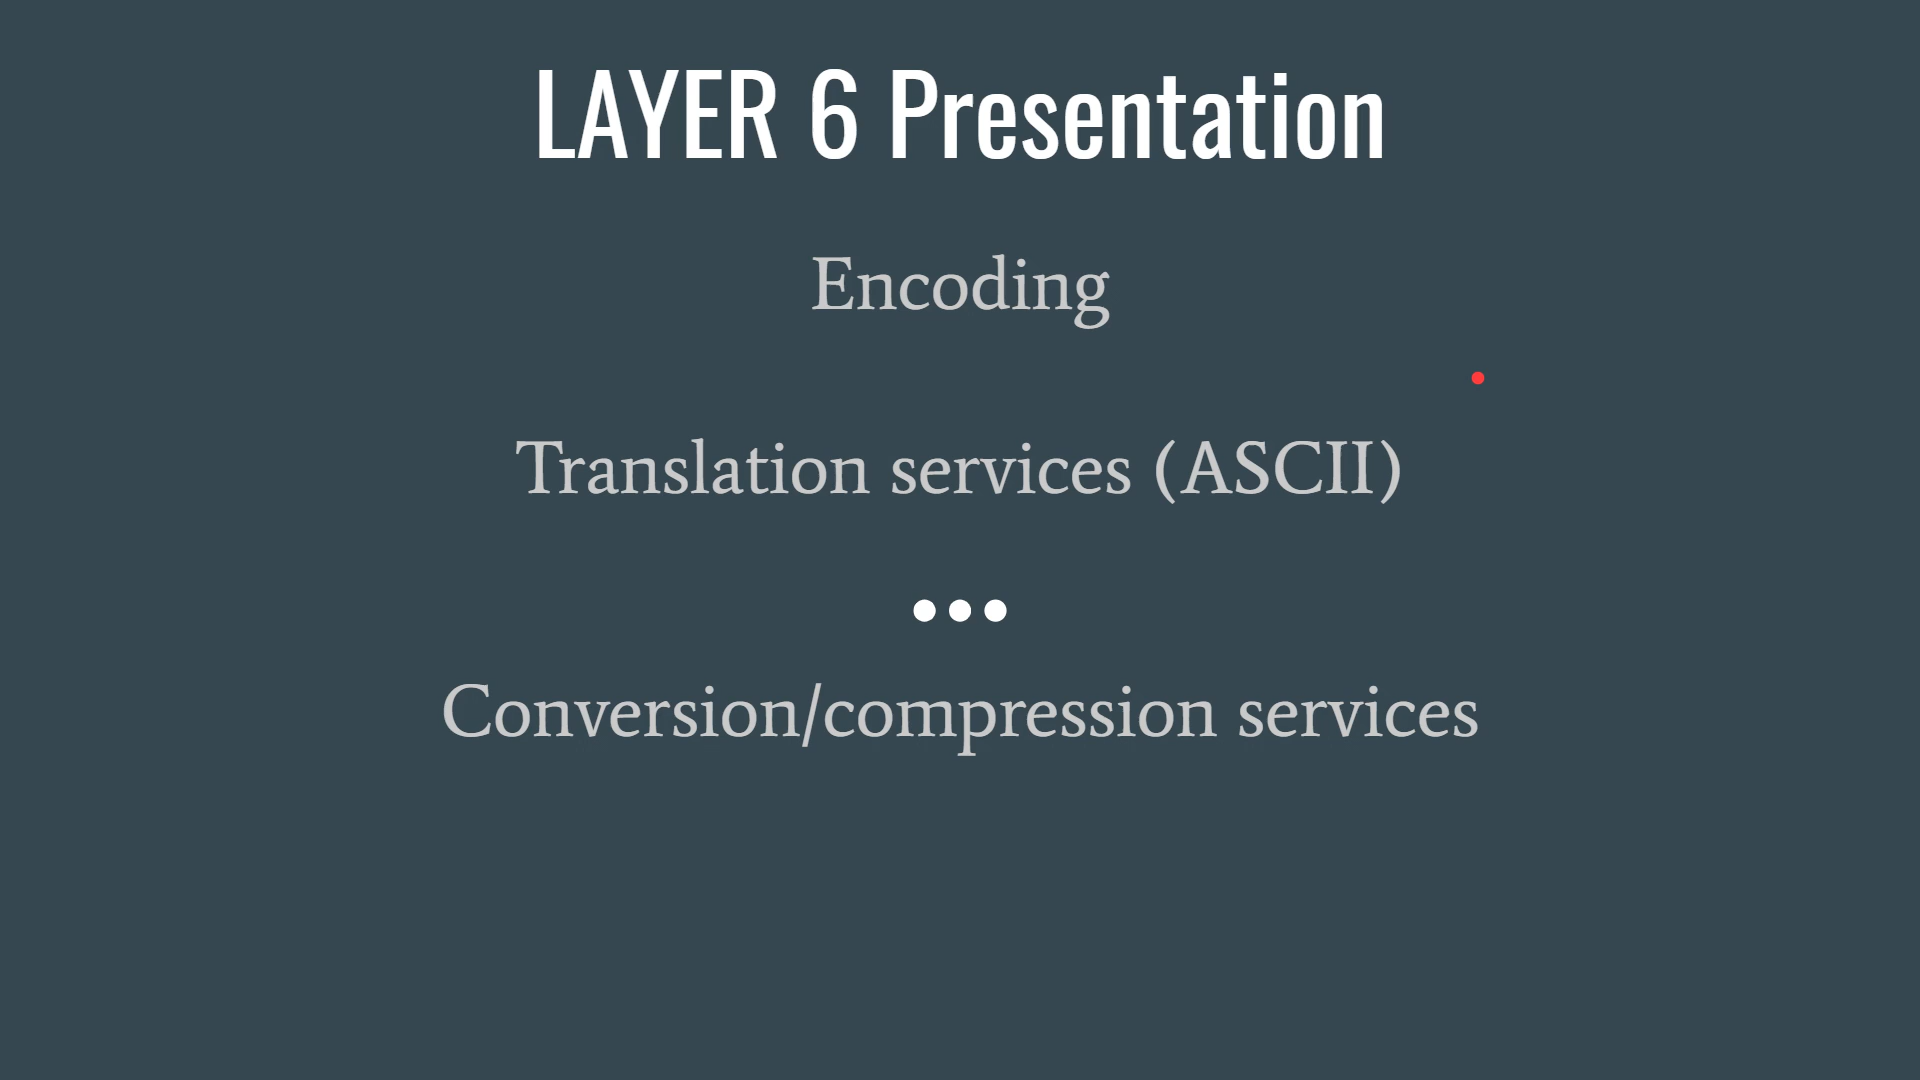 LAYER 6 Presentation
Encoding
Translation services (ASCII)
Conversion/compression services